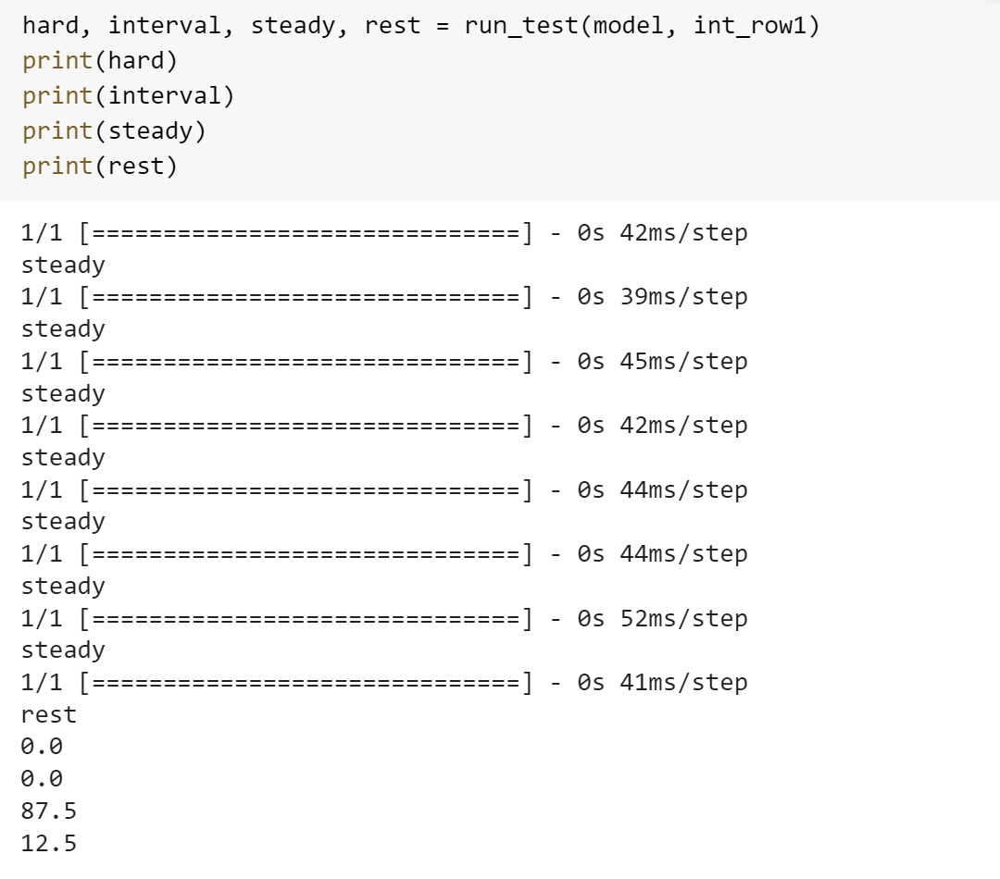 hard, interval, steady, rest = run_test(model, int_row1)
print(hard)
print(interval)
print(steady)
print(rest)
1/1 [==============================] - 0s 42ms/step
steady
1/1 [==============================] - 0s 39ms/step
steady
1/1 [==============================] - 0s 45ms/step
steady
1/1 [==============================] - 0s 42ms/step
steady
1/1 [==============================] - 0s 44ms/step
steady
1/1 [==============================] - 0s 44ms/step
steady
1/1 [==============================] - 0s 52ms/step
steady
1/1 [==============================] - 0s 41ms/step
rest
0.0
0.0
87.5
12.5